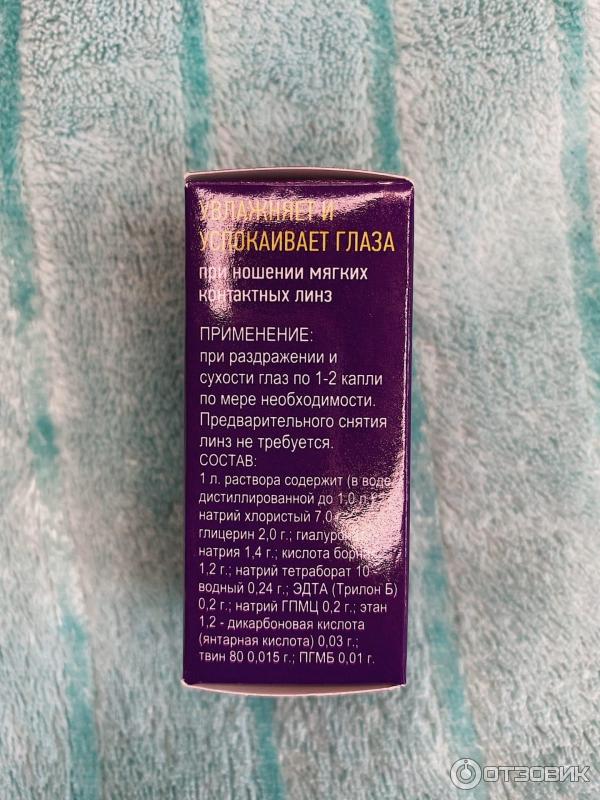 УВЛАЖНЯЕТ И
УСПОКАИВАЕТ ГЛАЗА
при ношении мягких
контактных линз
ПРИМЕНЕНИЕ:
при раздражении и
сухости глаз по 1-2 капли
по мере необходимости.
Предварительного снятия
линз не требуется.
СОСТАВ:
1 л. раствора содержит (в воде
дистиллированной до 1,0 л.)
натрий хлористый 7,0
глицерин 2,0 г.;
натрия 1,4 г.; кислота
1,2 г.; натрий тетраборат 10-
водный 0,24 г.; ЭДТА (Трилон Б)
0,2 г.; натрий ГПМЦ 0,2 г.; этан
1,2 - дикарбоновая кислота
(янтарная кислота) 0,03 г.;
твин 80 0,015 г.; ПГМБ 0,01 г.
ОТЗОВИК